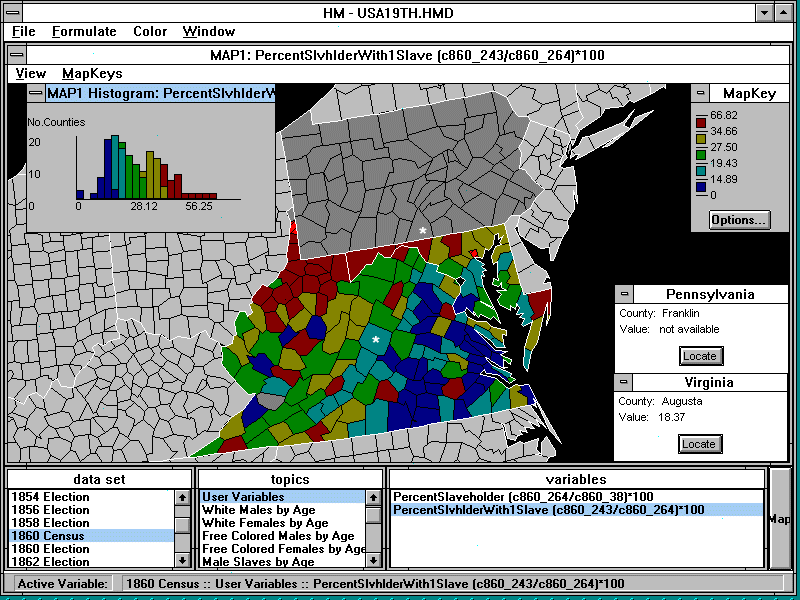 HM - USA19TH.HMD
File Formulate Color Window
MAP1: PercentSlvhlderWith1Slave (c860_243/c860_264)*100
View MapKeys
MAP1 Histogram: PercentSlvhlderW
No.Counties
20
10
0
0 28.12 56.25
MapKey
66.82
34.66
27.50
19.43
14.89
0
Options...
*
*
Pennsylvania
County: Franklin
Value: not available
Locate
Virginia
County: Augusta
Value: 18.37
Locate
data set
1854 Election
1856 Election
1858 Election
1860 Census
1860 Election
1862 Election
topics
User Variables
White Males by Age
White Females by Age
Free Colored Males by Age
Free Colored Females by Age
Male Slaves by Age
variables
PercentSlaveholder (c860_264/c860_38)*100
PercentSlvhlderWith1Slave (c860_243/c860_264)*100
Map
Active Variable: 1860 Census :: User Variables :: PercentSlvhlderWith1Slave (c860_243/c860_264)*100